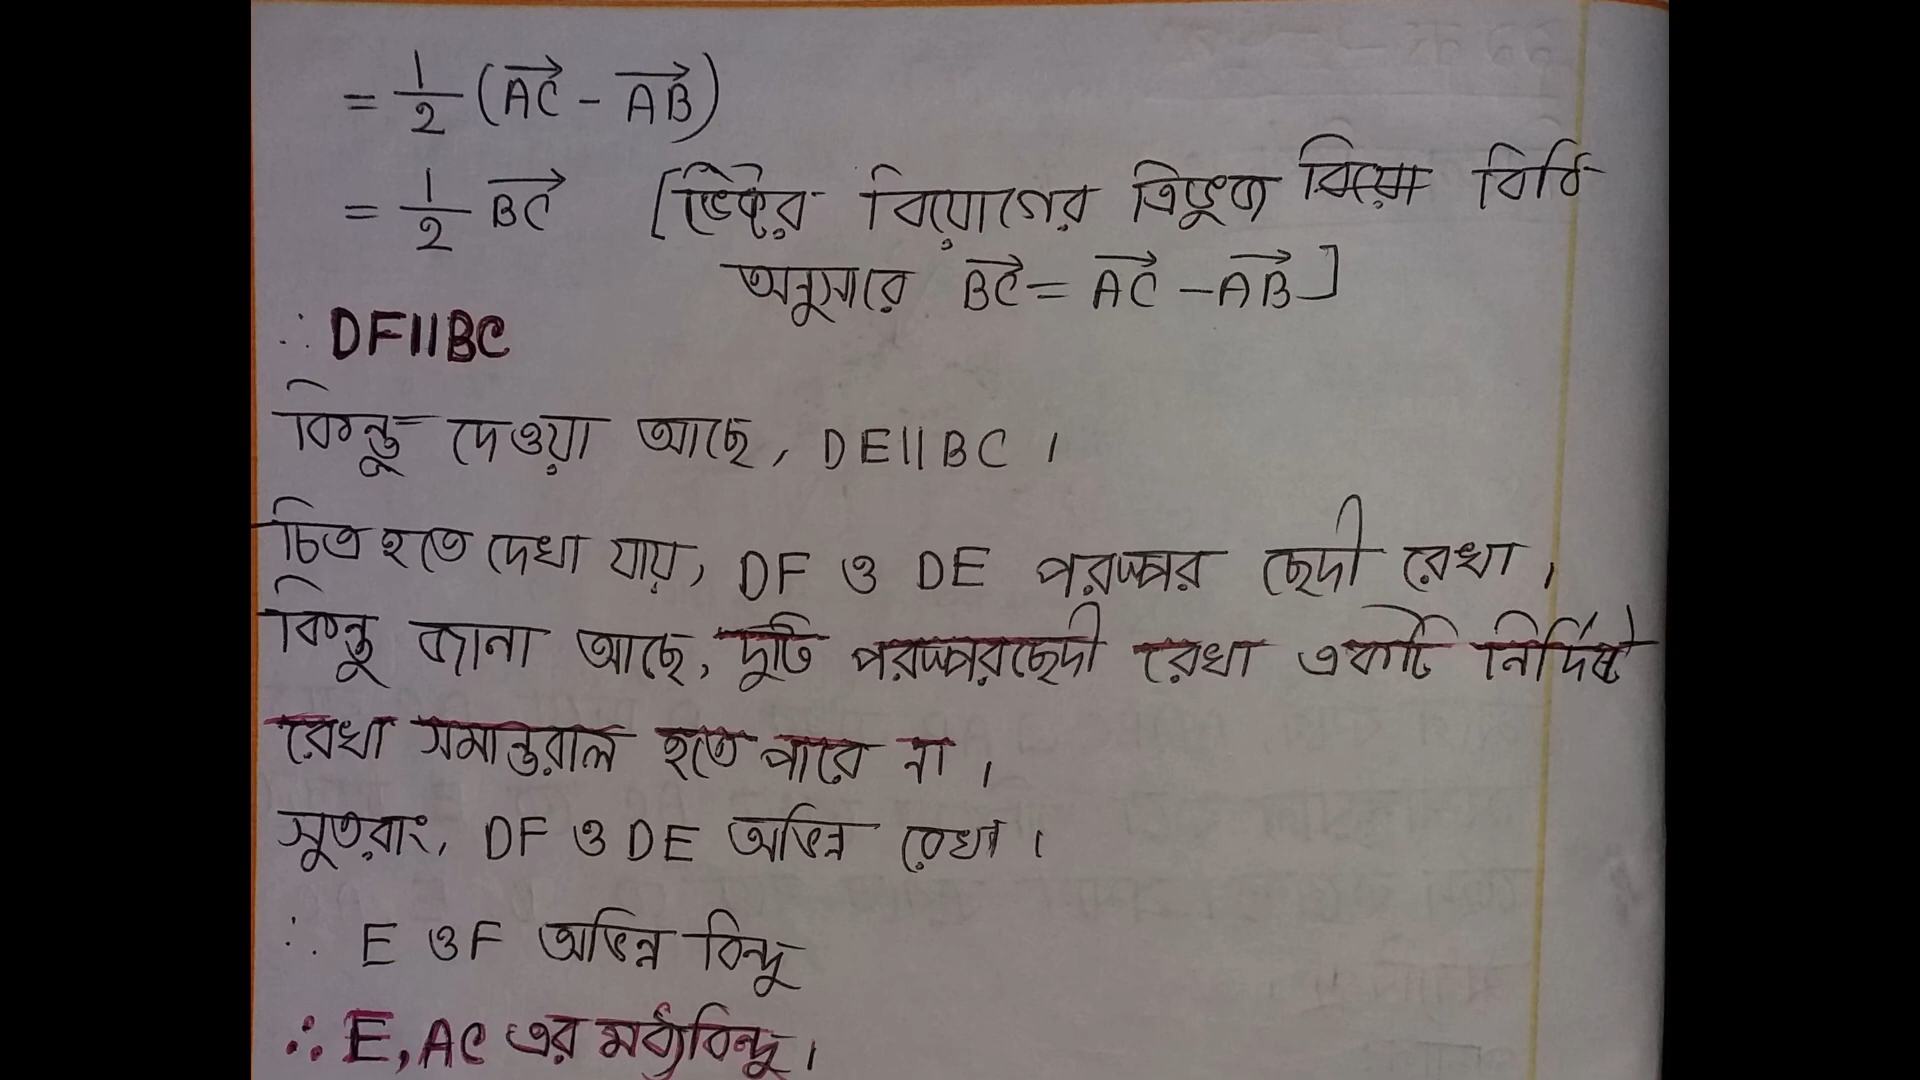 = 1/2 (AC→ - AB→)
= 1/2 BC→ [ভেক্টর বিয়োগের ত্রিভুজ বিধি
অনুসারে BC→ = AC→ - AB→]
∴ DF||BC
কিন্তু দেওয়া আছে, DE||BC।
চিত্র হতে দেখা যায়, DF ও DE পরস্পর ছেদী রেখা।
কিন্তু জানা আছে, দুটি পরস্পরছেদী রেখা একটি নির্দিষ্ট
রেখা সমান্তরাল হতে পারে না।
সুতরাং, DF ও DE অভিন্ন রেখা।
∴ E ও F অভিন্ন বিন্দু
∴ E, AC এর মধ্যবিন্দু।